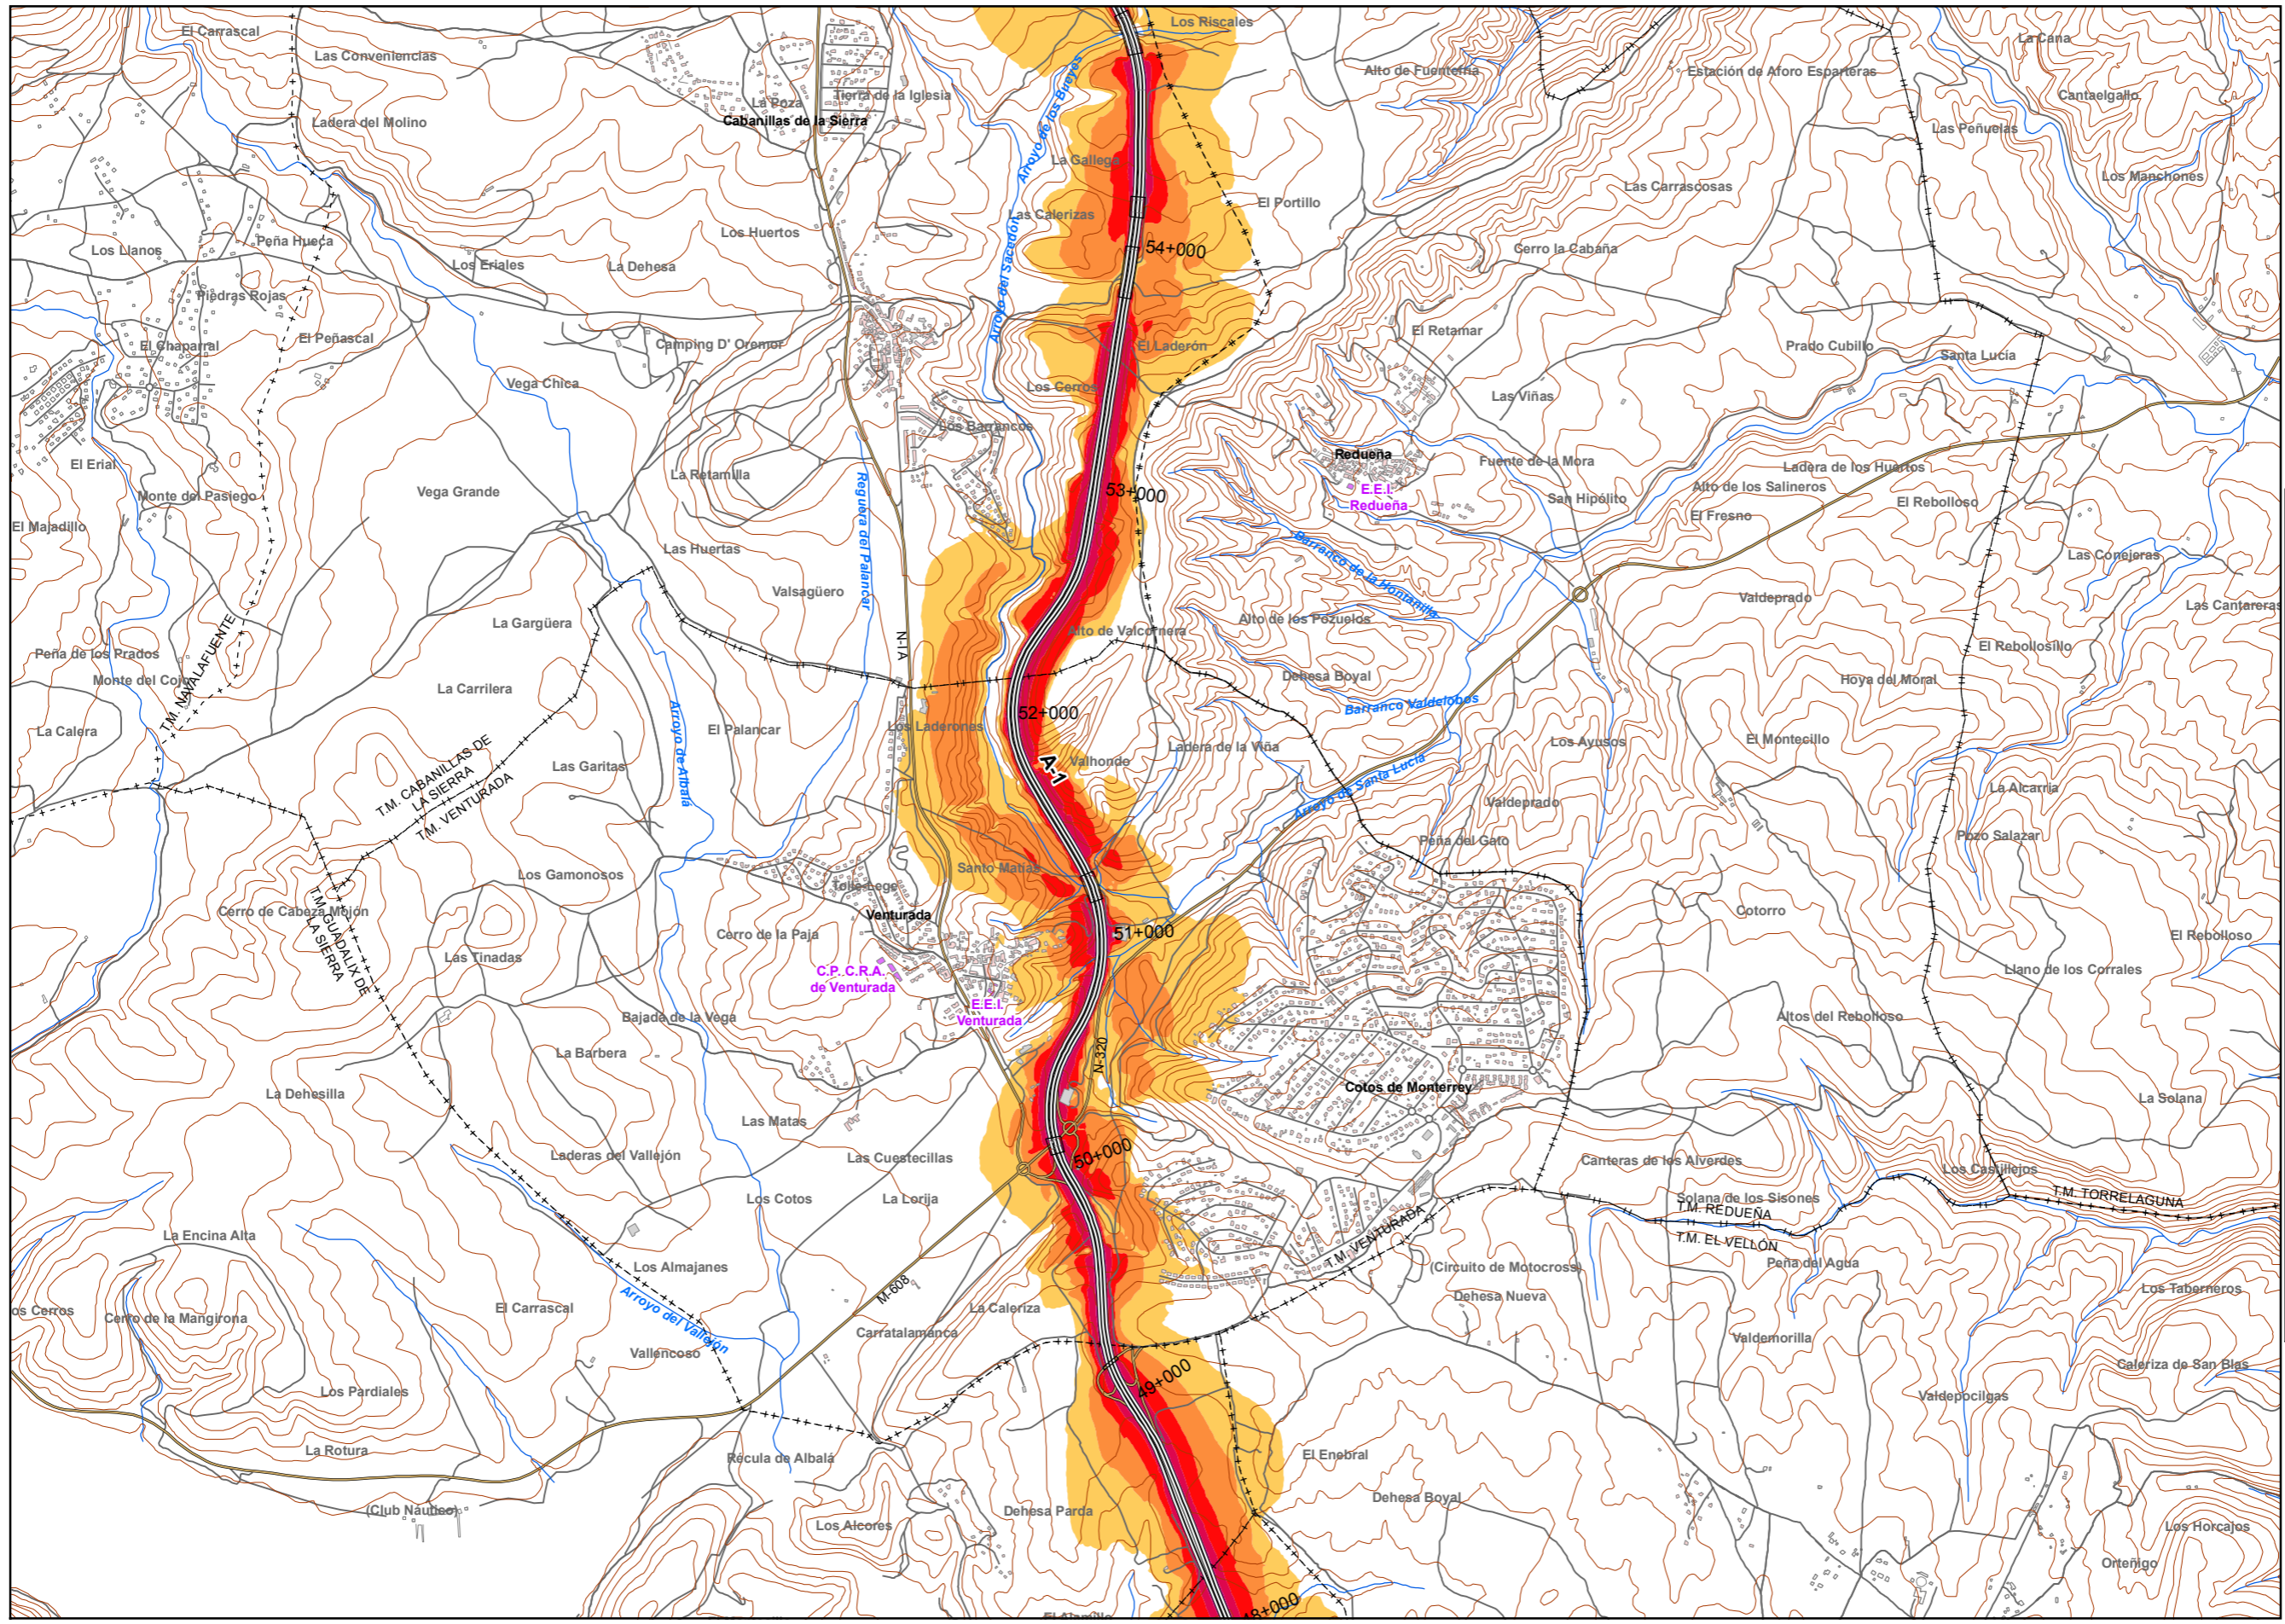 El Carrascal
Las Conveniencias
Los Riscales
La Cana
Alto de Fuentefría
Estación de Aforo Esparteras
Cantaelgallo
La Poza
Tierra de la Iglesia
Cabanillas de la Sierra
Ladera del Molino
Arroyo de los Bueyes
Las Peñuelas
La Gallega
Los Manchones
Las Carrascosas
El Portillo
Las Calerizas
Los Huertos
Peña Hueca
Los Llanos
54+000
Cerro la Cabaña
Los Eriales
La Dehesa
Arroyo del Sacedón
Piedras Rojas
El Chaparral
El Peñascal
Camping D' Oremor
El Laderón
El Retamar
Prado Cubillo
Santa Lucía
Vega Chica
Los Cerros
Las Viñas
Los Barrancos
Redueña
El Erial
La Retamilla
Fuente de la Mora
Ladera de los Huertos
Vega Grande
Monte del Pasiego
53+000
E.E.I.
Redueña
San Hipólito
Alto de los Salineros
El Rebolloso
El Fresno
El Majadillo
Reguera del Palancar
Las Huertas
Barranco de la Hontanilla
Las Conejeras
Valsagüero
Valdeprado
Las Cantareras
La Gargüera
Alto de Valcornera
Alto de los Pozuelos
N-IA
El Rebollosillo
Peña de los Prados
Monte del Cojo
T.M. NAVALAFUENTE
La Carrilera
Dehesa Boyal
Hoya del Moral
Barranco Valdelobos
52+000
La Calera
El Palancar
Los Laderones
Arroyo de Albalá
Ladera de la Viña
Los Ayusos
El Montecillo
A-1
Valhondo
Las Garitas
T.M. CABANILLAS DE
LA SIERRA
T.M. VENTURADA
Arroyo de Santa Lucía
Valdeprado
La Alcarria
Pozo Salazar
Peña del Gato
Santo Matías
Los Gamonosos
Tolle-Lege
Venturada
Cerro de Cabeza Mojón
T.M. GUADALIX DE
LA SIERRA
Cotorro
Cerro de la Paja
51+000
El Rebolloso
Las Tinadas
C.P. C.R.A.
de Venturada
Llano de los Corrales
E.E.I.
Venturada
Bajada de la Vega
Altos del Rebolloso
La Barbera
N-320
Cotos de Monterrey
La Dehesilla
La Solana
Las Matas
50+000
Laderas del Vallejón
Las Cuestecillas
Canteras de los Alverdes
Los Castillejos
Los Cotos
La Lorija
Solana de los Sisones
T.M. TORRELAGUNA
T.M. REDUEÑA
T.M. EL VELLÓN
T.M. VENTURADA
La Encina Alta
Los Almajanes
(Circuito de Motocross)
Peña del Agua
Los Taberneros
M-608
Arroyo del Vallejón
Dehesa Nueva
El Carrascal
La Caleriza
os Cerros
Cerro de la Mangirona
Carratalamanca
Valdemorilla
Vallencoso
Caleriza de San Blas
49+000
Los Pardiales
Valdepocilgas
La Rotura
Récula de Albalá
El Enebral
Dehesa Boyal
(Club Náutico)
Dehesa Parda
Los Alcores
Los Horcajos
Orteñigo
48+000
El Alamillo